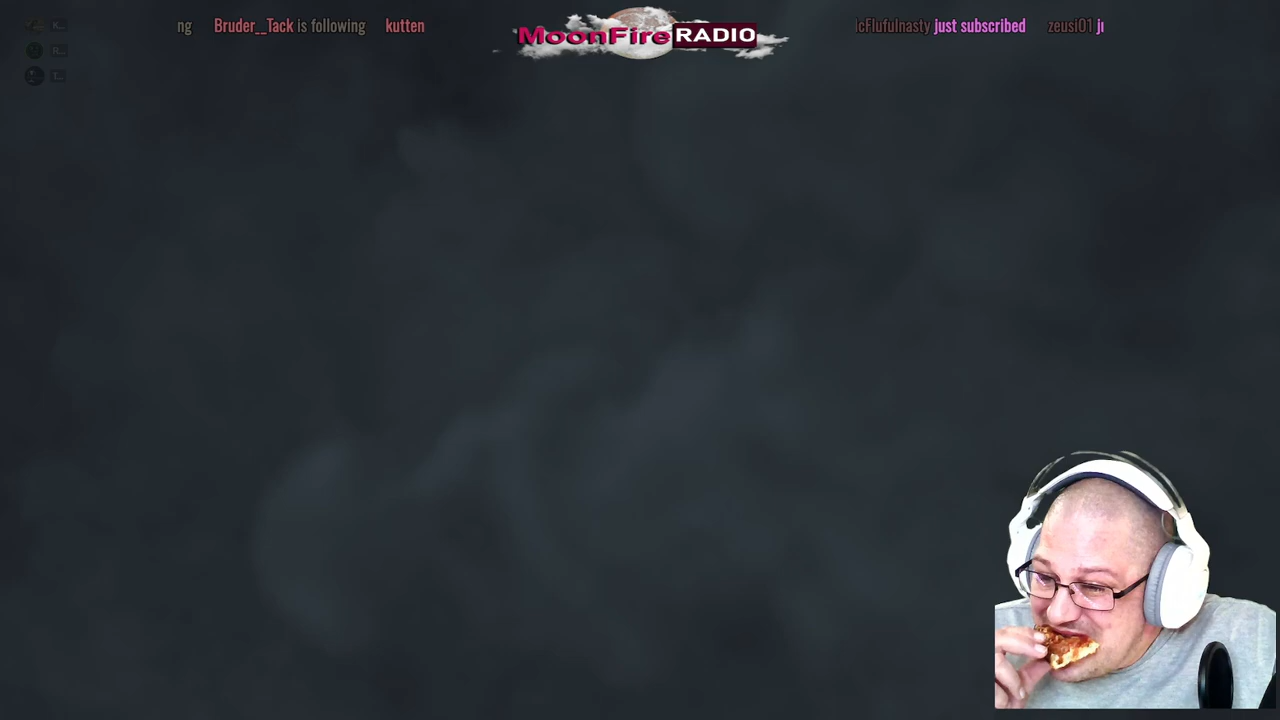 ng Bruder__Tack is following kutten
MoonFire RADIO
icFlufulnasty just subscribed zeusi01
K...
R...
T...